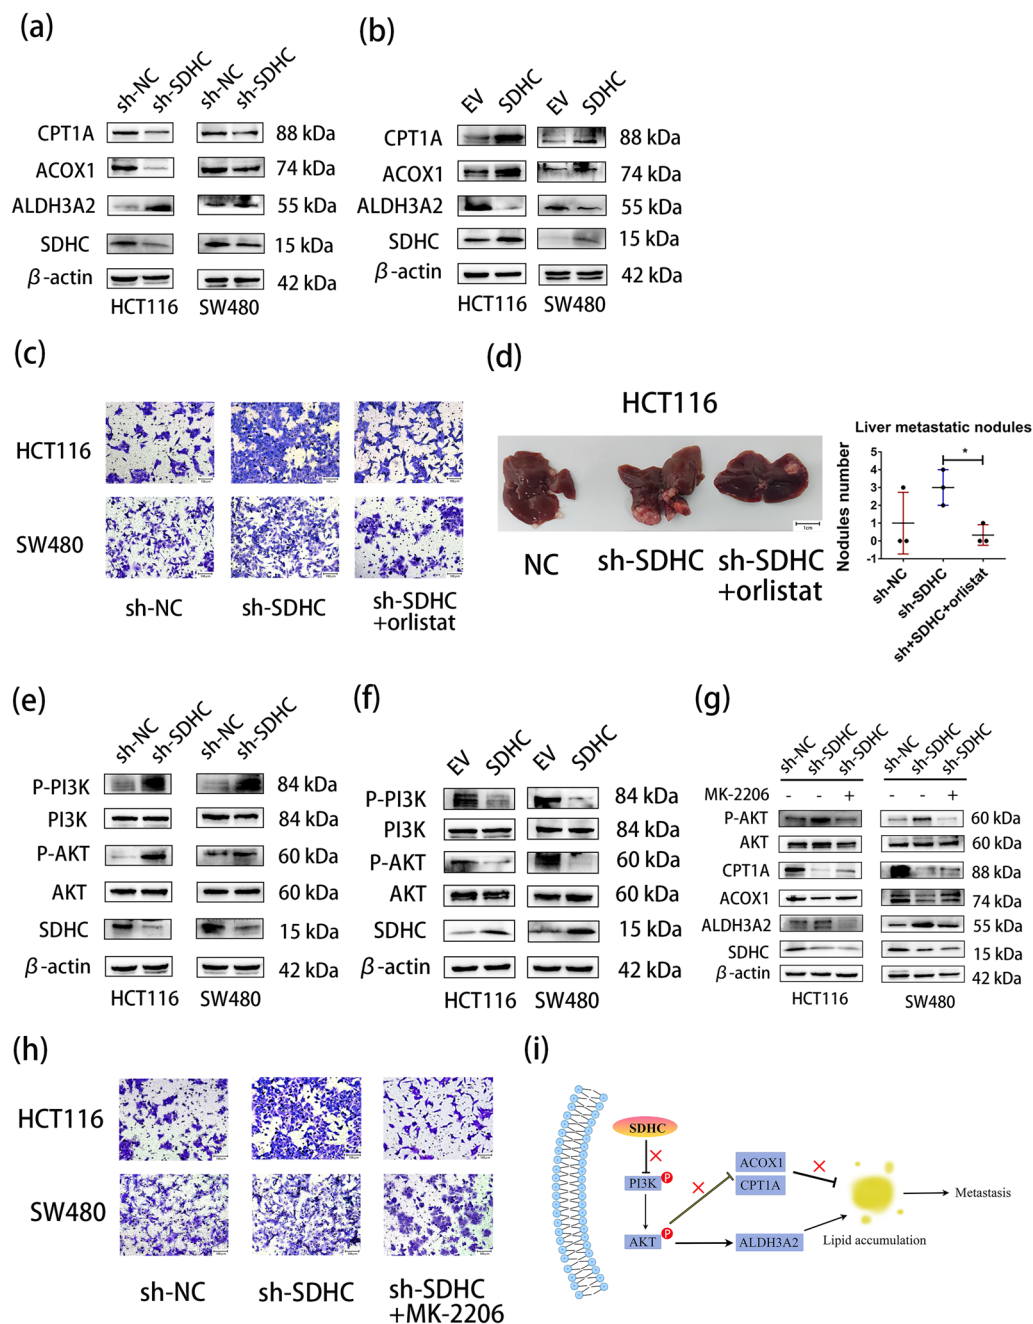 (a)
sh-NC
sh-SDHC
sh-NC
sh-SDHC
CPT1A
88 kDa
ACOX1
74 kDa
ALDH3A2
55 kDa
SDHC
15 kDa
β-actin
42 kDa
HCT116
SW480
(b)
EV
SDHC
EV
SDHC
CPT1A
88 kDa
ACOX1
74 kDa
ALDH3A2
55 kDa
SDHC
15 kDa
β-actin
42 kDa
HCT116
SW480
(c)
HCT116
SW480
sh-NC
sh-SDHC
sh-SDHC
+orlistat
(d)
HCT116
1cm
NC
sh-SDHC
sh-SDHC
+orlistat
Liver metastatic nodules
Nodules number
5
4
3
2
1
0
-1
*
sh-NC
sh-SDHC
sh+SDHC+orlistat
(e)
sh-NC
sh-SDHC
sh-NC
sh-SDHC
P-PI3K
84 kDa
PI3K
84 kDa
P-AKT
60 kDa
AKT
60 kDa
SDHC
15 kDa
β-actin
42 kDa
HCT116
SW480
(f)
EV
SDHC
EV
SDHC
P-PI3K
84 kDa
PI3K
84 kDa
P-AKT
60 kDa
AKT
60 kDa
SDHC
15 kDa
β-actin
42 kDa
HCT116
SW480
(g)
sh-NC
sh-SDHC
sh-SDHC
sh-NC
sh-SDHC
sh-SDHC
MK-2206 - - + - - +
P-AKT
60 kDa
AKT
60 kDa
CPT1A
88 kDa
ACOX1
74 kDa
ALDH3A2
55 kDa
SDHC
15 kDa
β-actin
42 kDa
HCT116
SW480
(h)
HCT116
SW480
sh-NC
sh-SDHC
sh-SDHC
+MK-2206
(i)
SDHC
PI3K
P
AKT
P
ACOX1
CPT1A
ALDH3A2
Lipid accumulation
Metastasis